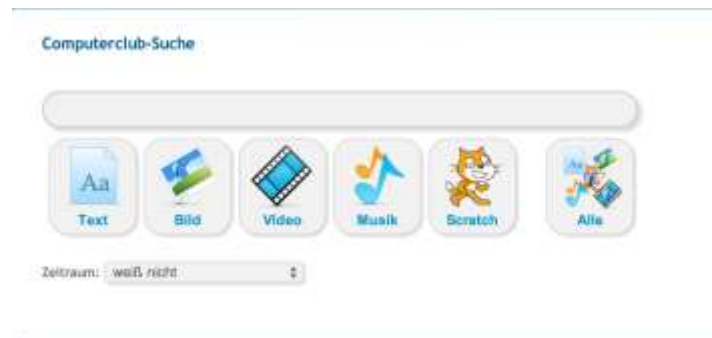 Computerclub-Suche
Aa
Text Bild Video Musik Scratch Alle
Zeitraum: weiß nicht